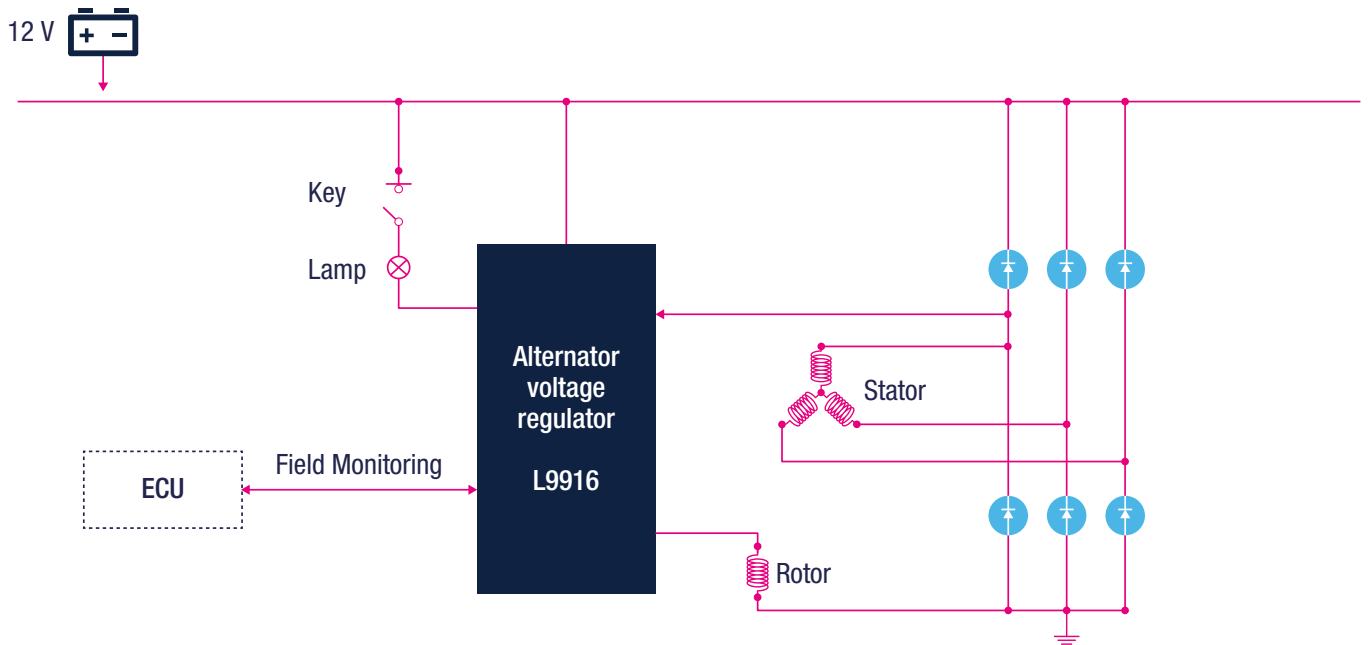 12 V
Key
Lamp
Alternator
voltage
regulator
L9916
Stator
Field Monitoring
ECU
Rotor